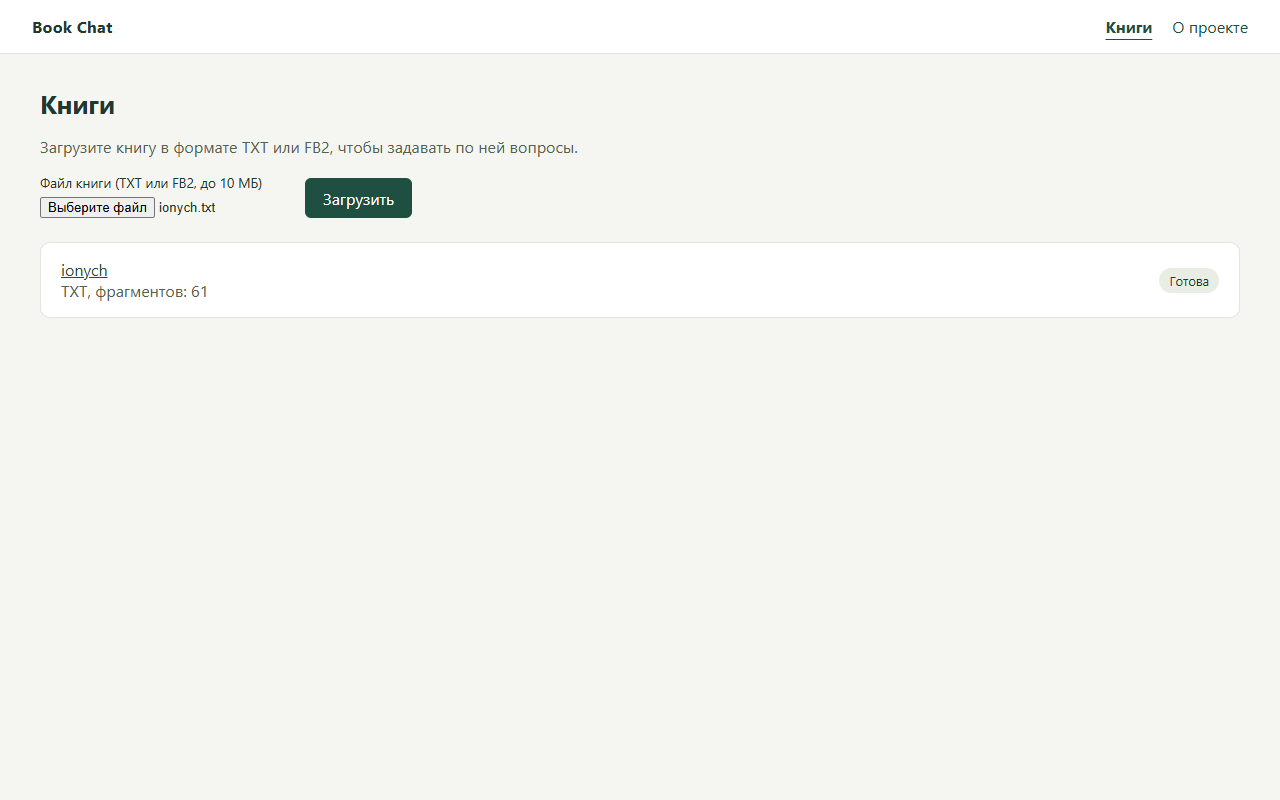 Book Chat
Книги
О проекте
Книги
Загрузите книгу в формате TXT или FB2, чтобы задавать по ней вопросы.
Файл книги (TXT или FB2, до 10 МБ)
Выберите файл ionych.txt
Загрузить
ionych
TXT, фрагментов: 61
Готова